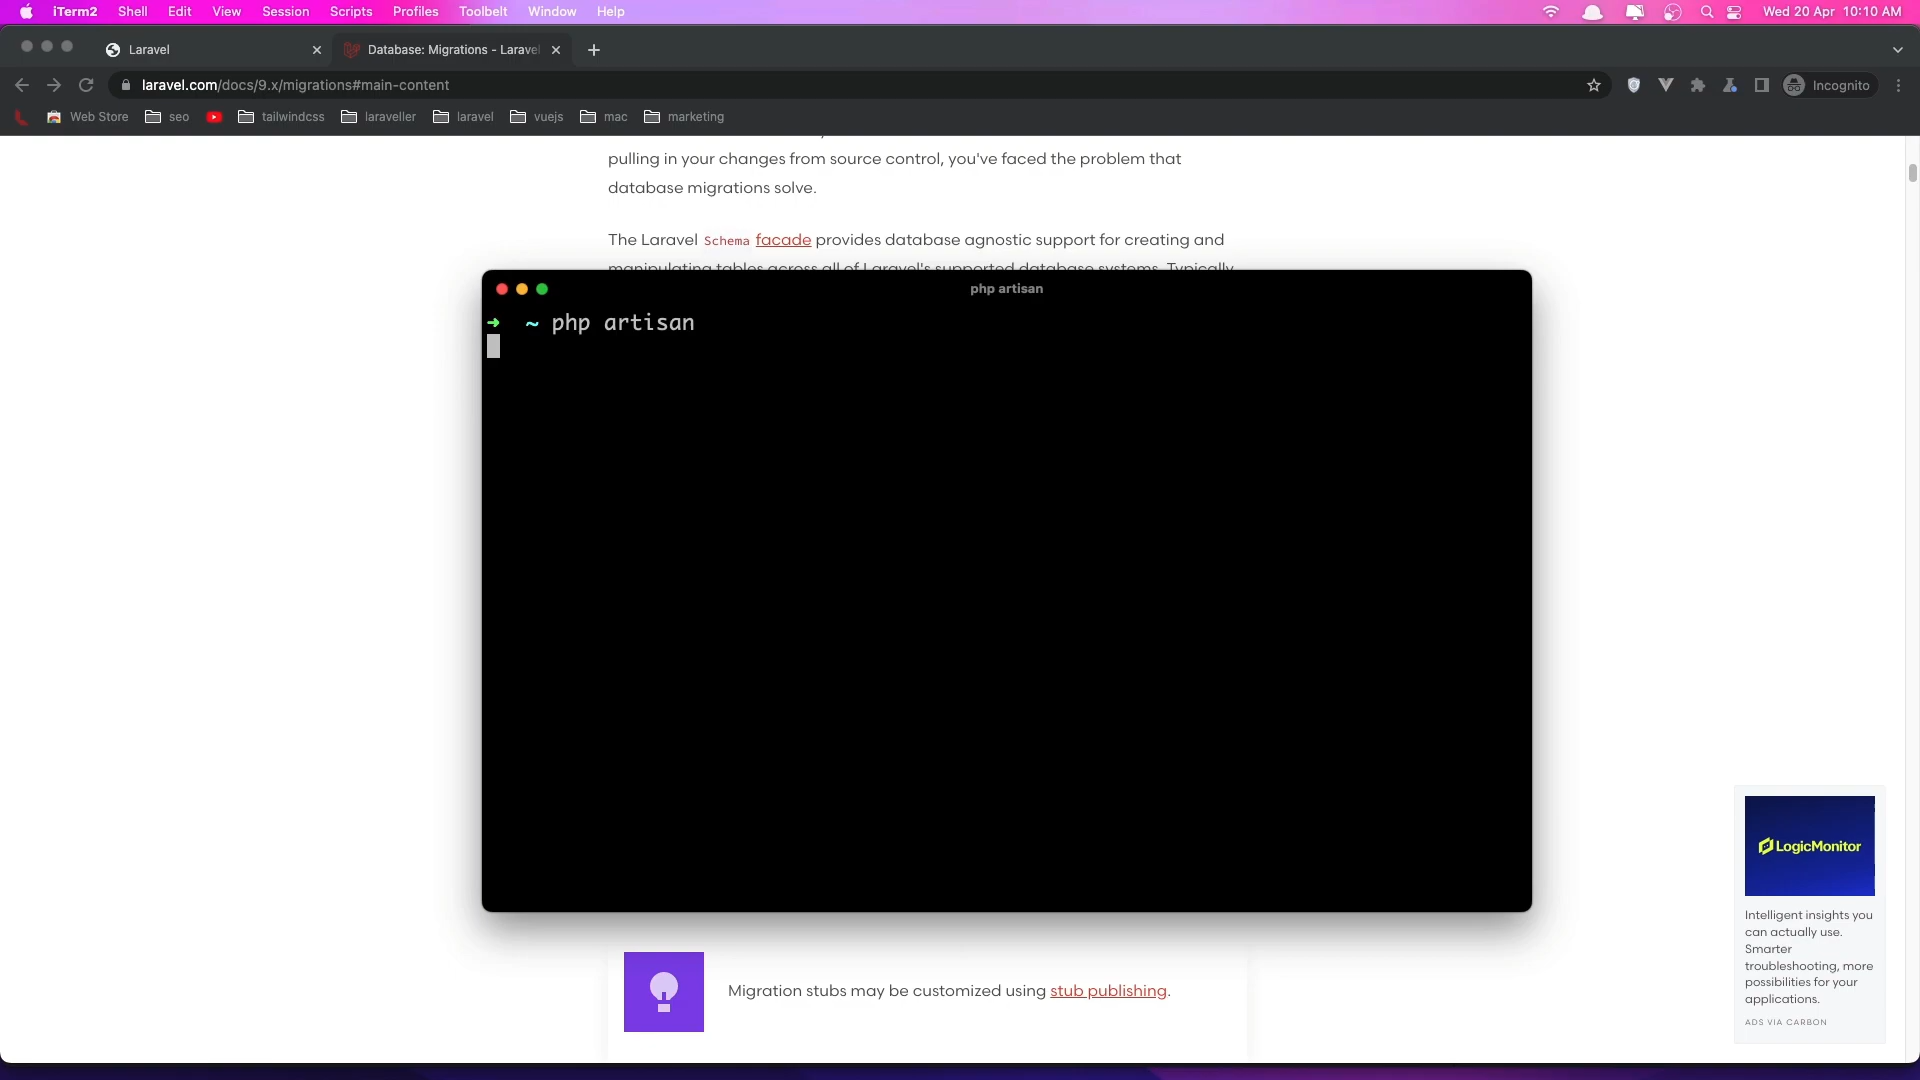 iTerm2 Shell Edit View Session Scripts Profiles Toolbelt Window Help Wed 20 Apr 10:10 AM
Laravel Database: Migrations - Laravel
laravel.com/docs/9.x/migrations#main-content Incognito
Web Store seo tailwindcss laraveller laravel vuejs mac marketing
pulling in your changes from source control, you've faced the problem that
database migrations solve.
The Laravel Schema facade provides database agnostic support for creating and
manipulating tables across all of Laravel's supported database systems. Typically,
php artisan
➜ ~ php artisan
LogicMonitor
Intelligent insights you
can actually use.
Smarter
troubleshooting, more
possibilities for your
applications.
ADS VIA CARBON
Migration stubs may be customized using stub publishing.